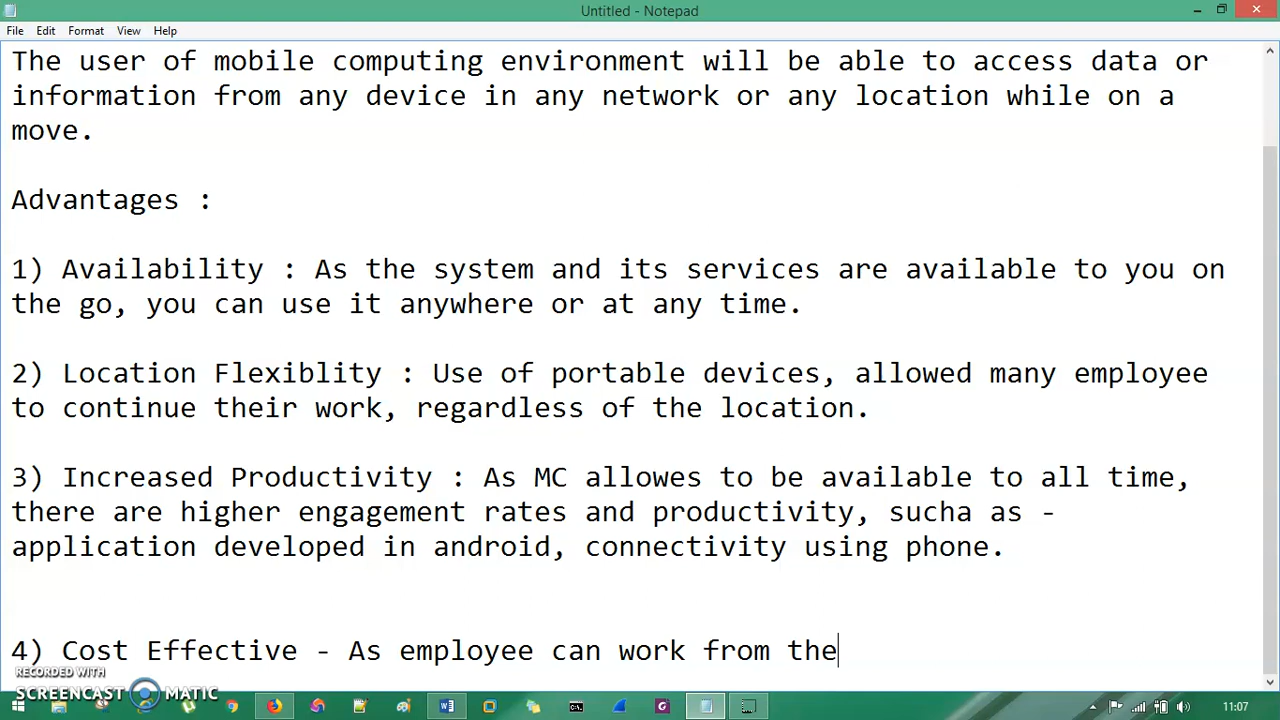 Untitled - Notepad
File Edit Format View Help
The user of mobile computing environment will be able to access data or
information from any device in any network or any location while on a
move.
Advantages :
1) Availability : As the system and its services are available to you on
the go, you can use it anywhere or at any time.
2) Location Flexiblity : Use of portable devices, allowed many employee
to continue their work, regardless of the location.
3) Increased Productivity : As MC allowes to be available to all time,
there are higher engagement rates and productivity, sucha as -
application developed in android, connectivity using phone.
4) Cost Effective - As employee can work from the
RECORDED WITH
SCREENCAST MATIC
11:07